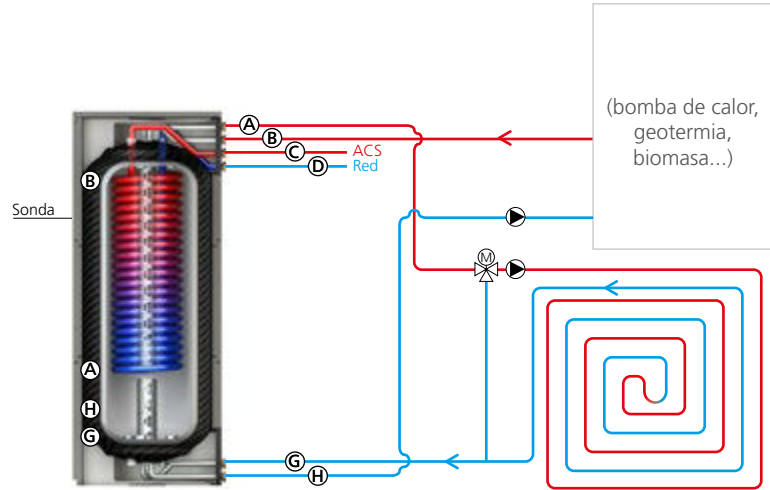 A
B
C
ACS
D
Red
(bomba de calor,
geotermia,
biomasa...)
B
Sonda
M
A
H
G
G
H